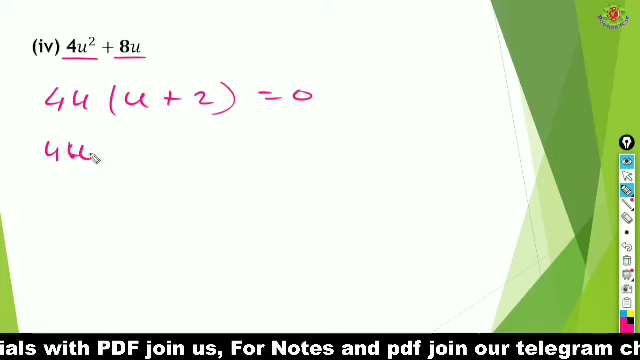 (iv) 4u² + 8u
4u (u + 2) = 0
4u
ials with PDF join us, For Notes and pdf join our telegram c